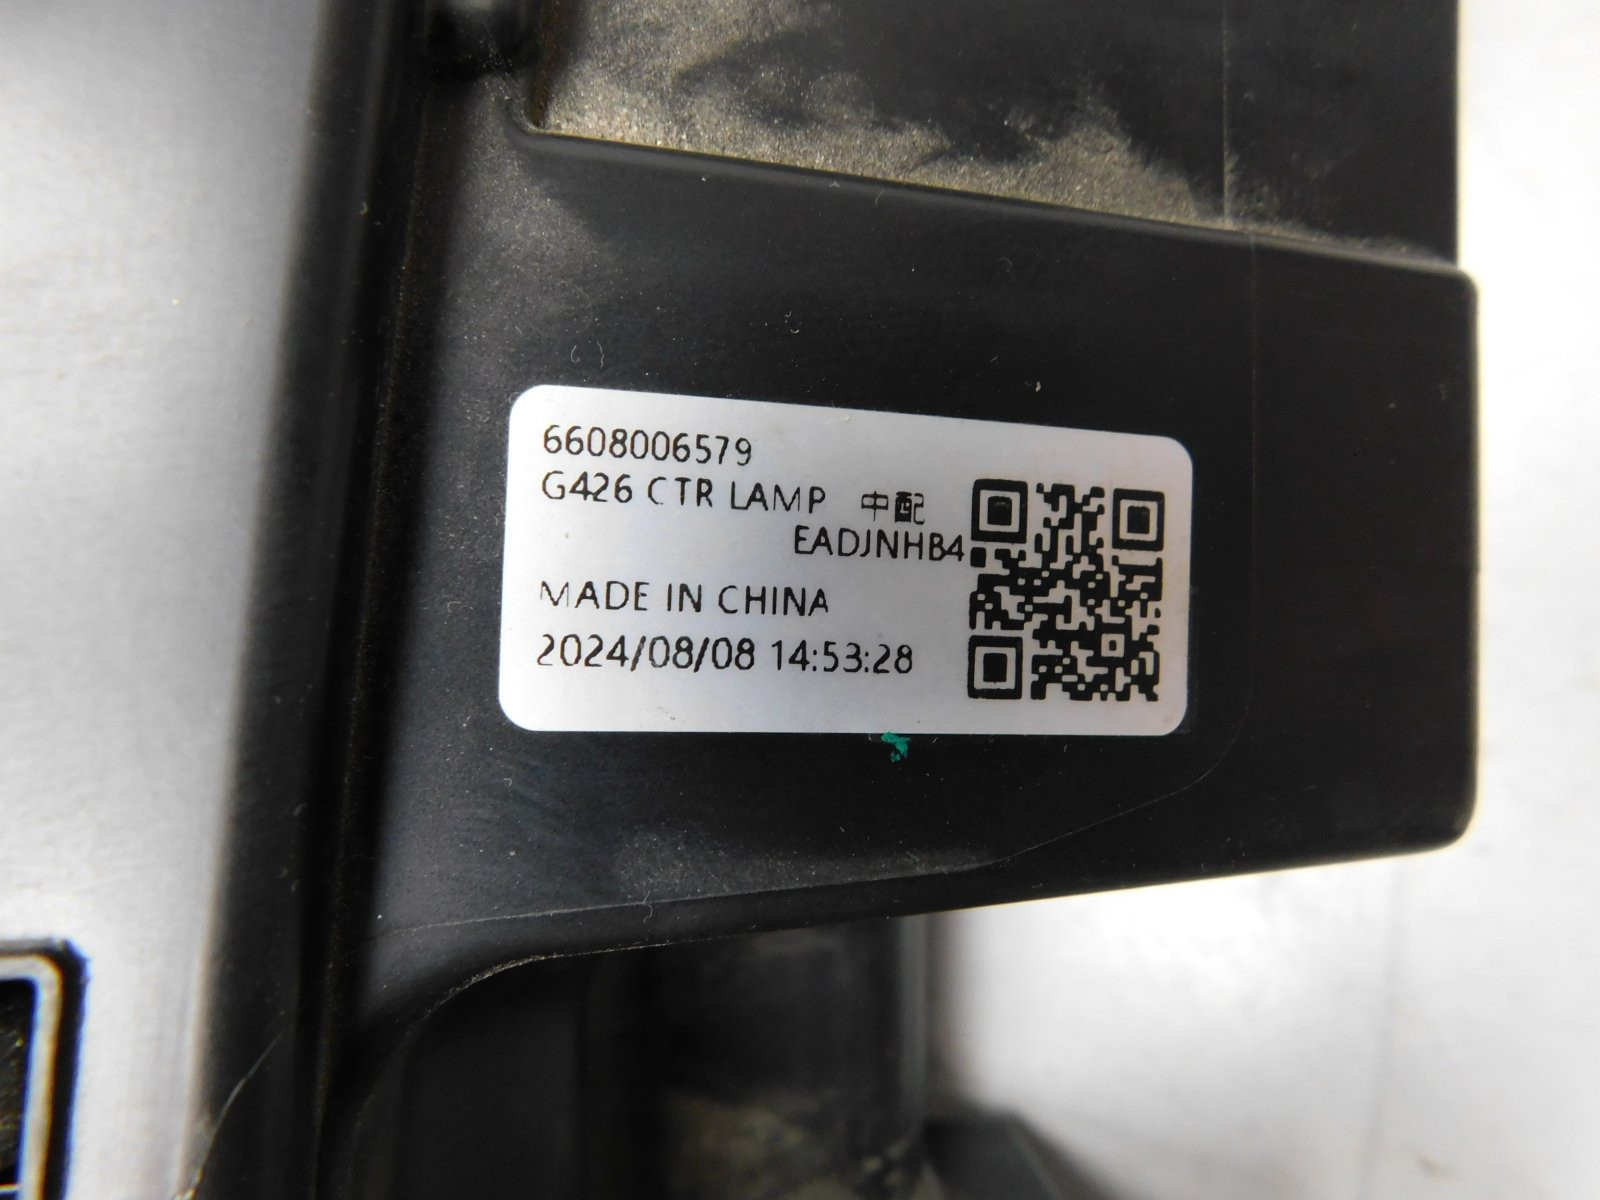 6608006579
G426 CTR LAMP 中配
EADJNHB4
MADE IN CHINA
2024/08/08 14:53:28